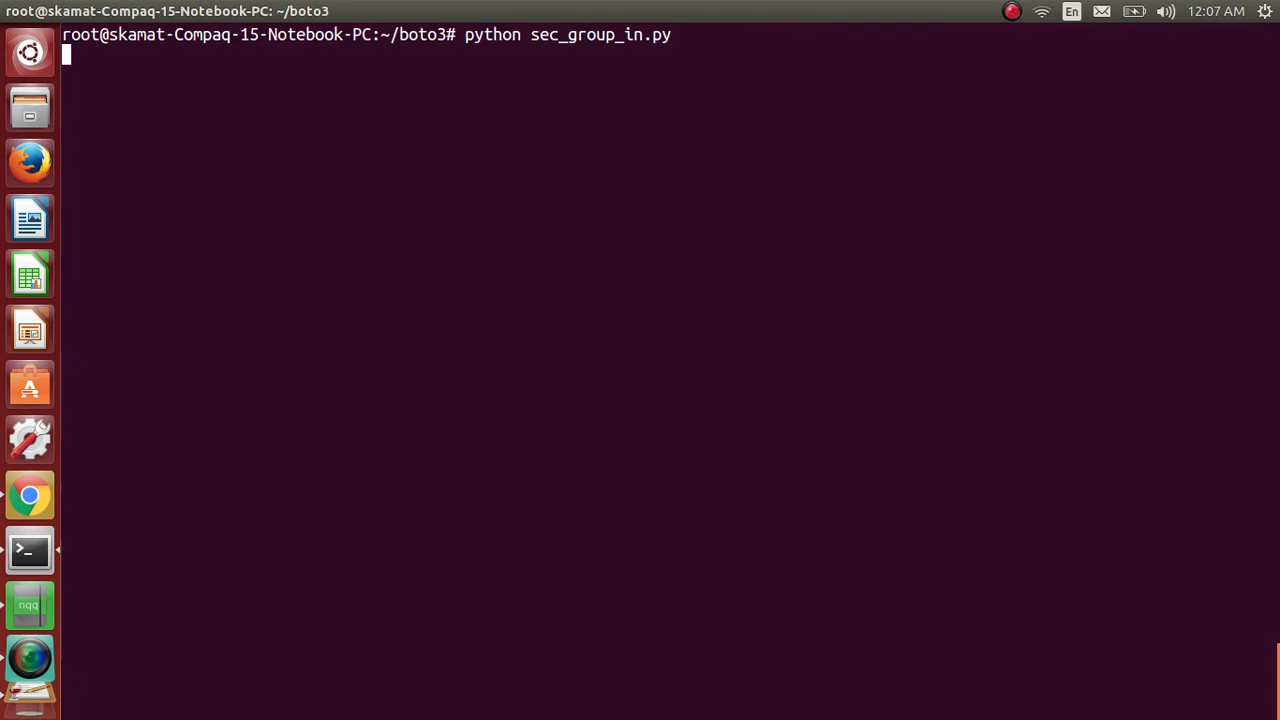 root@skamat-Compaq-15-Notebook-PC: ~/boto3
En
12:07 AM
root@skamat-Compaq-15-Notebook-PC:~/boto3# python sec_group_in.py
>_
nqq